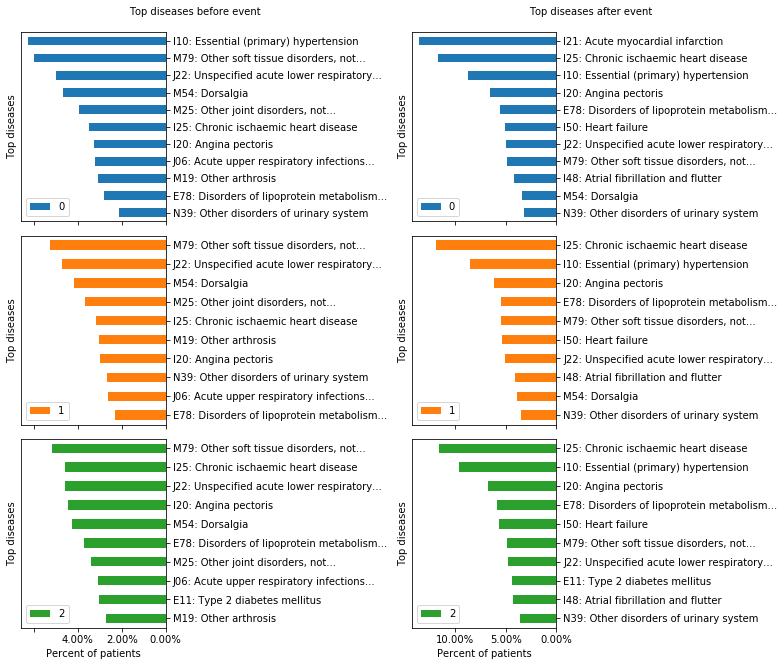 Top diseases before event
Top diseases
I10: Essential (primary) hypertension
M79: Other soft tissue disorders, not...
J22: Unspecified acute lower respiratory...
M54: Dorsalgia
M25: Other joint disorders, not...
I25: Chronic ischaemic heart disease
I20: Angina pectoris
J06: Acute upper respiratory infections...
M19: Other arthrosis
E78: Disorders of lipoprotein metabolism...
N39: Other disorders of urinary system
0
Top diseases
M79: Other soft tissue disorders, not...
J22: Unspecified acute lower respiratory...
M54: Dorsalgia
M25: Other joint disorders, not...
I25: Chronic ischaemic heart disease
M19: Other arthrosis
I20: Angina pectoris
N39: Other disorders of urinary system
J06: Acute upper respiratory infections...
E78: Disorders of lipoprotein metabolism...
1
Top diseases
M79: Other soft tissue disorders, not...
I25: Chronic ischaemic heart disease
J22: Unspecified acute lower respiratory...
I20: Angina pectoris
M54: Dorsalgia
E78: Disorders of lipoprotein metabolism...
M25: Other joint disorders, not...
J06: Acute upper respiratory infections...
E11: Type 2 diabetes mellitus
M19: Other arthrosis
2
4.00% 2.00% 0.00%
Percent of patients
Top diseases after event
Top diseases
I21: Acute myocardial infarction
I25: Chronic ischaemic heart disease
I10: Essential (primary) hypertension
I20: Angina pectoris
E78: Disorders of lipoprotein metabolism...
I50: Heart failure
J22: Unspecified acute lower respiratory...
M79: Other soft tissue disorders, not...
I48: Atrial fibrillation and flutter
M54: Dorsalgia
N39: Other disorders of urinary system
0
Top diseases
I25: Chronic ischaemic heart disease
I10: Essential (primary) hypertension
I20: Angina pectoris
E78: Disorders of lipoprotein metabolism...
M79: Other soft tissue disorders, not...
I50: Heart failure
J22: Unspecified acute lower respiratory...
I48: Atrial fibrillation and flutter
M54: Dorsalgia
N39: Other disorders of urinary system
1
Top diseases
I25: Chronic ischaemic heart disease
I10: Essential (primary) hypertension
I20: Angina pectoris
E78: Disorders of lipoprotein metabolism...
I50: Heart failure
M79: Other soft tissue disorders, not...
J22: Unspecified acute lower respiratory...
E11: Type 2 diabetes mellitus
I48: Atrial fibrillation and flutter
N39: Other disorders of urinary system
2
10.00% 5.00% 0.00%
Percent of patients